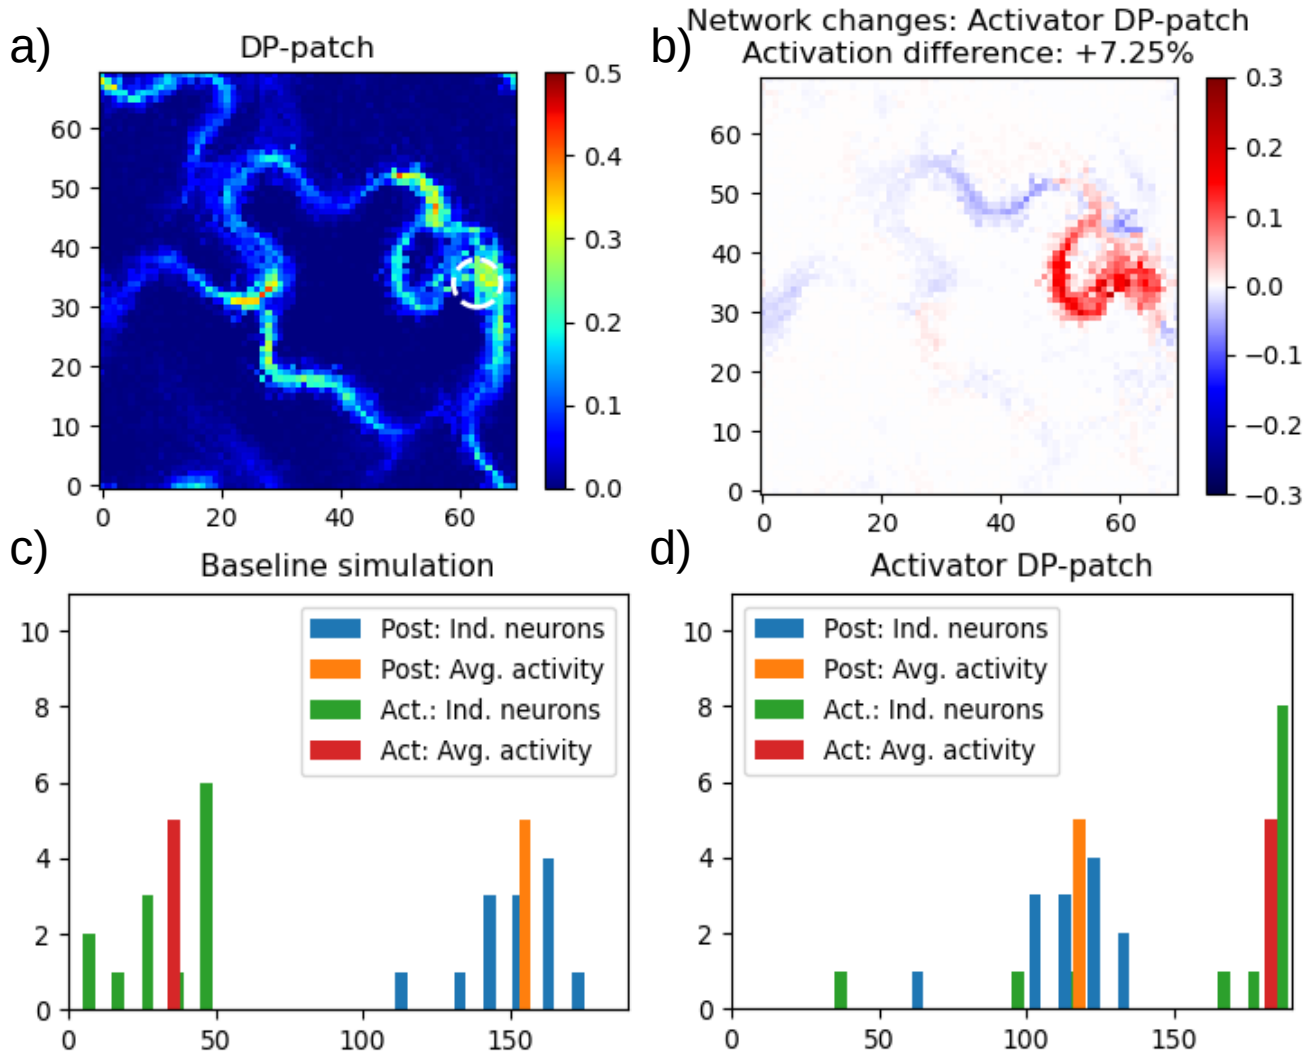 a)
DP-patch
60
50
40
30
20
10
0
0 20 40 60
0.5
0.4
0.3
0.2
0.1
0.0
b)
Network changes: Activator DP-patch
Activation difference: +7.25%
60
50
40
30
20
10
0
0 20 40 60
0.3
0.2
0.1
0.0
−0.1
−0.2
−0.3
c)
Baseline simulation
10
8
6
4
2
0
0 50 100 150
Post: Ind. neurons
Post: Avg. activity
Act.: Ind. neurons
Act: Avg. activity
d)
Activator DP-patch
10
8
6
4
2
0
0 50 100 150
Post: Ind. neurons
Post: Avg. activity
Act.: Ind. neurons
Act: Avg. activity